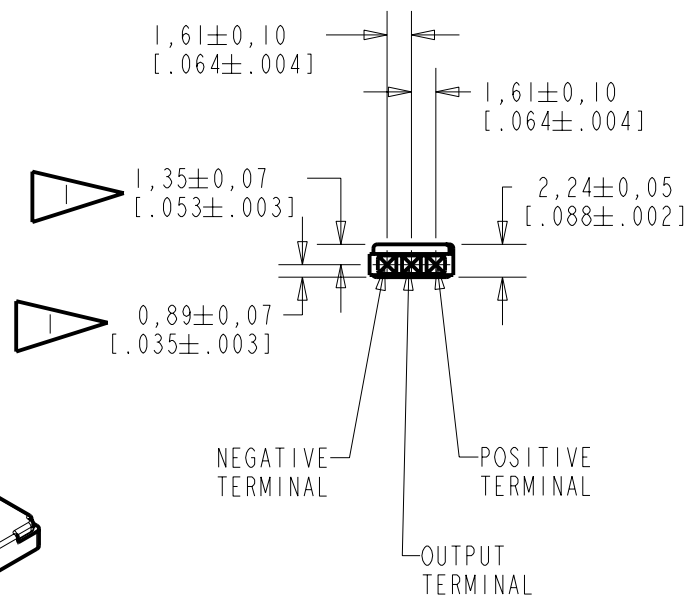 1,61±0,10
[.064±.004]
1,61±0,10
[.064±.004]
1
1,35±0,07
[.053±.003]
2,24±0,05
[.088±.002]
1
0,89±0,07
[.035±.003]
NEGATIVE
TERMINAL
POSITIVE
TERMINAL
OUTPUT
TERMINAL